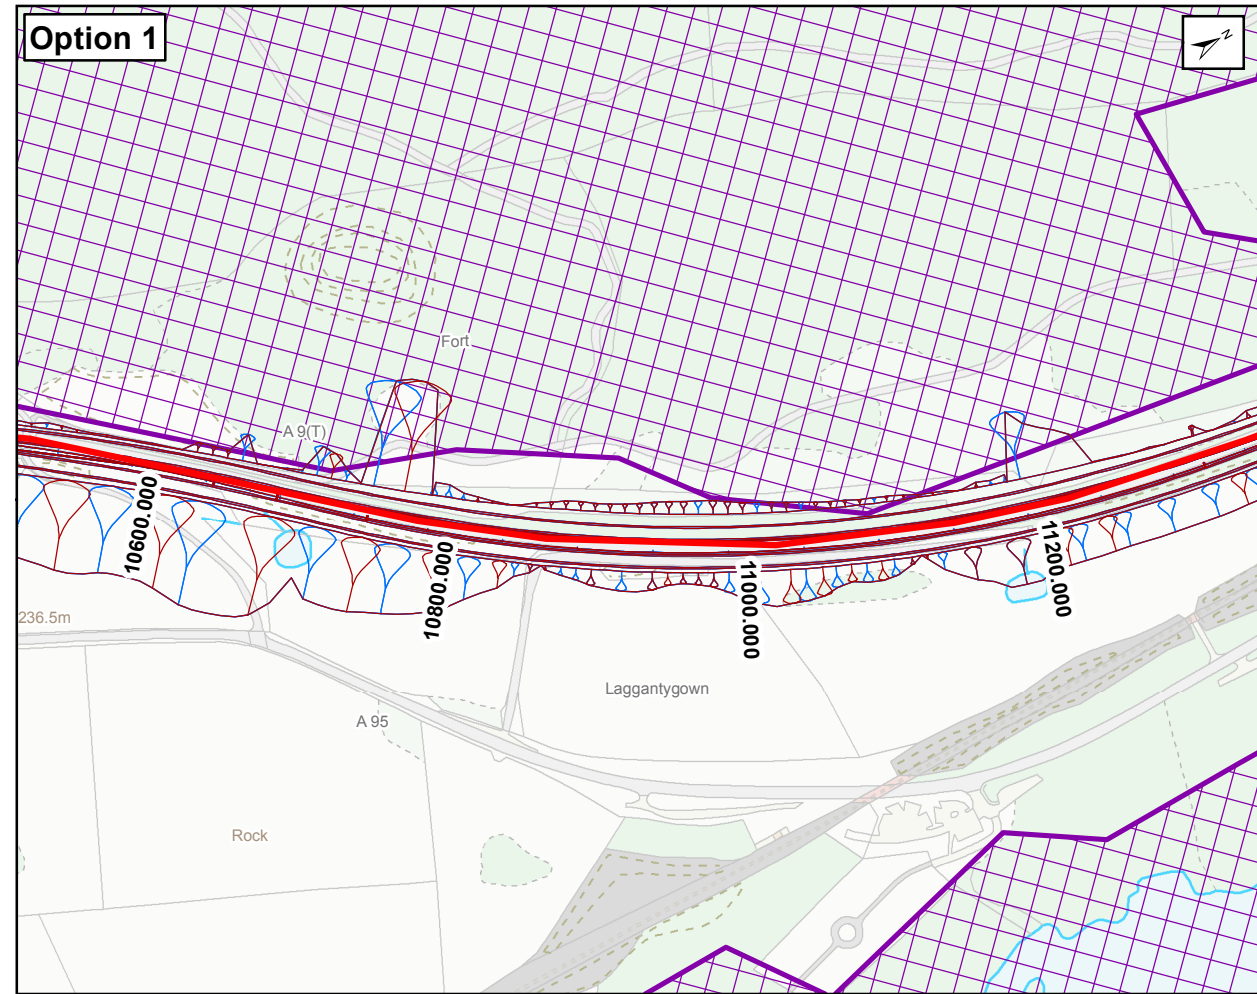 Option 1
N
Fort
A 9(T)
10600.000
10800.000
11000.000
11200.000
236.5m
Laggantygown
A 95
Rock